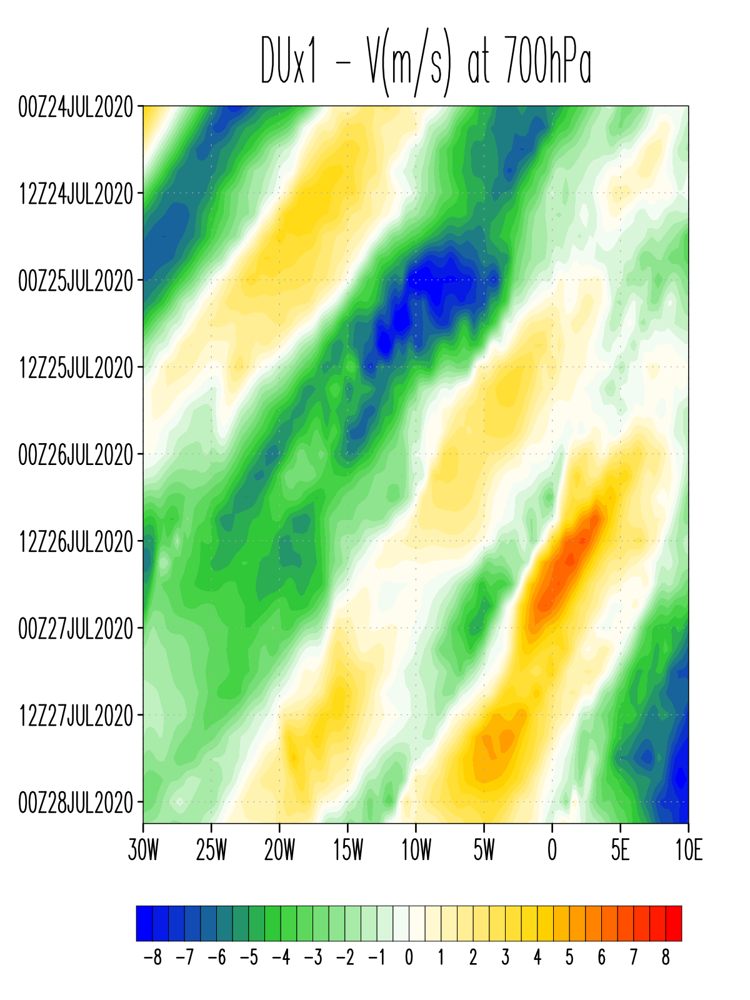 DUx1 – V(m/s) at 700hPa
00Z24JUL2020
12Z24JUL2020
00Z25JUL2020
12Z25JUL2020
00Z26JUL2020
12Z26JUL2020
00Z27JUL2020
12Z27JUL2020
00Z28JUL2020
30W 25W 20W 15W 10W 5W 0 5E 10E
-8 -7 -6 -5 -4 -3 -2 -1 0 1 2 3 4 5 6 7 8